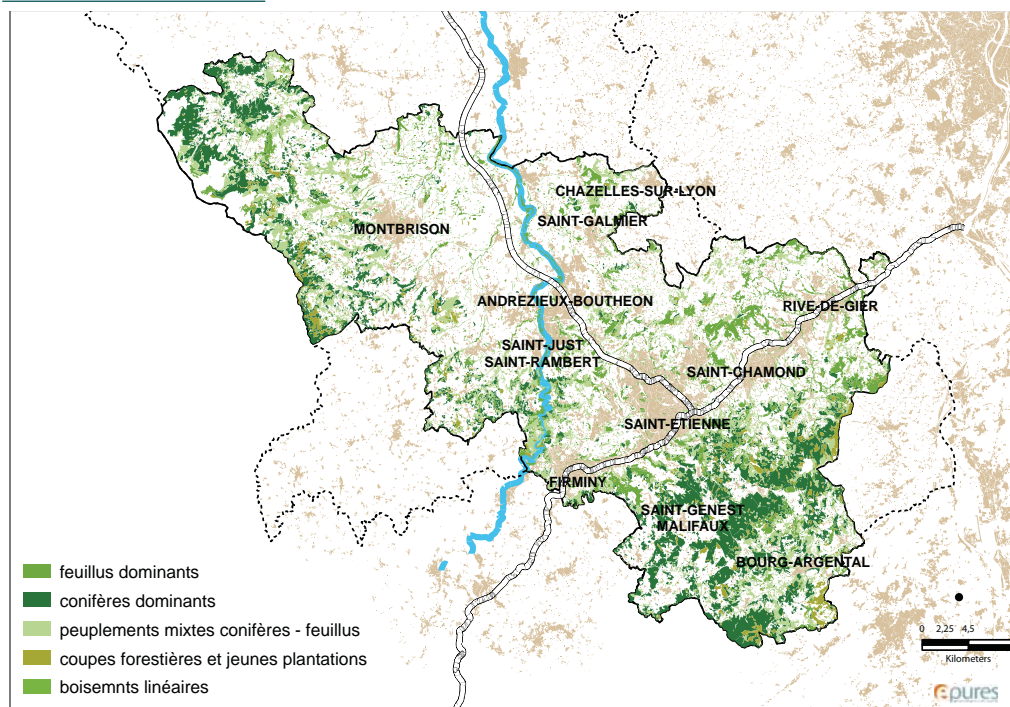 CHAZELLES-SUR-LYON
SAINT-GALMIER
MONTBRISON
ANDREZIEUX-BOUTHEON
RIVE-DE-GIER
SAINT-JUST
SAINT-RAMBERT
SAINT-CHAMOND
SAINT-ETIENNE
FIRMINY
SAINT-GENEST
MALIFAUX
BOURG-ARGENTAL
feuillus dominants
conifères dominants
peuplements mixtes conifères - feuillus
coupes forestières et jeunes plantations
boisemnts linéaires
0 2,25 4,5
Kilometers
epures